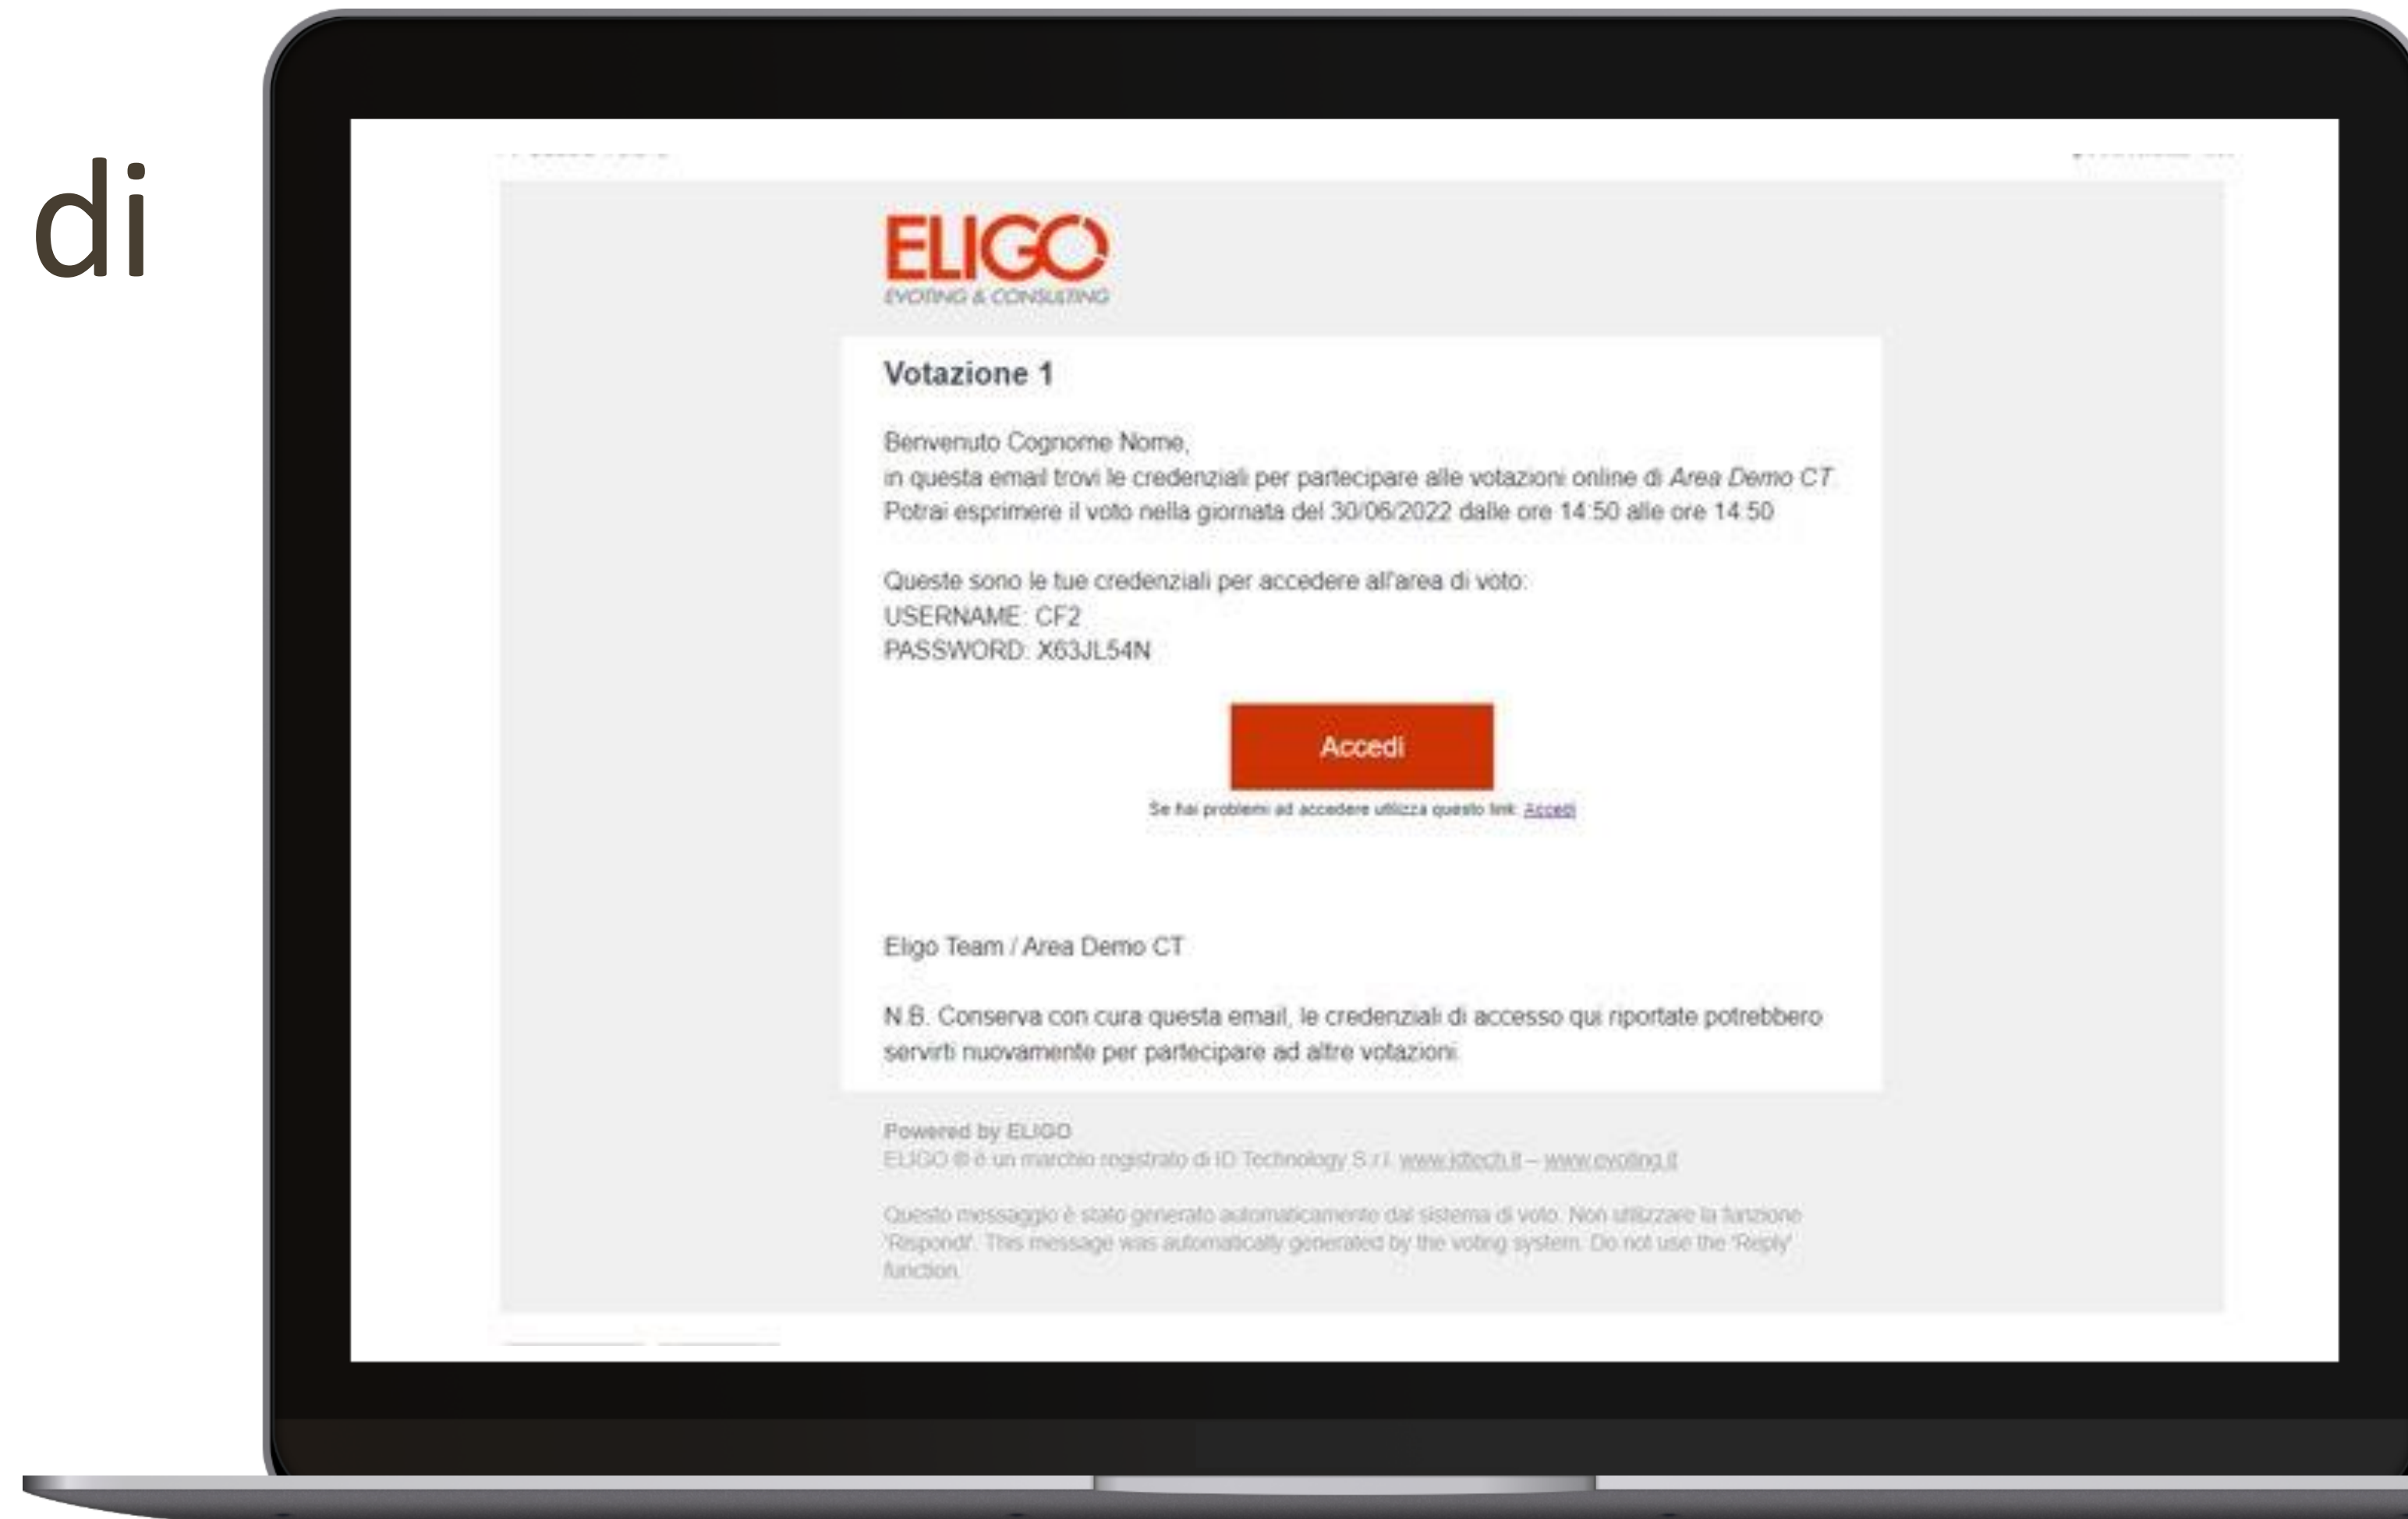 di
ELIGO
EVOTING & CONSULTING
Votazione 1
Benvenuto Cognome Nome,
in questa email trovi le credenziali per partecipare alle votazioni online di Area Demo CT.
Potrai esprimere il voto nella giornata del 30/06/2022 dalle ore 14:50 alle ore 14:50
Queste sono le tue credenziali per accedere all'area di voto:
USERNAME: CF2
PASSWORD: X63JL54N
Accedi
Se hai problemi ad accedere utilizza questo link: Accedi
Eligo Team / Area Demo CT
N.B. Conserva con cura questa email, le credenziali di accesso qui riportate potrebbero
servirti nuovamente per partecipare ad altre votazioni.
Powered by ELIGO
ELIGO ® è un marchio registrato di ID Technology S.r.l. www.idtech.it – www.evoting.it
Questo messaggio è stato generato automaticamente dal sistema di voto. Non utilizzare la funzione
'Rispondi'. This message was automatically generated by the voting system. Do not use the 'Reply'
function.